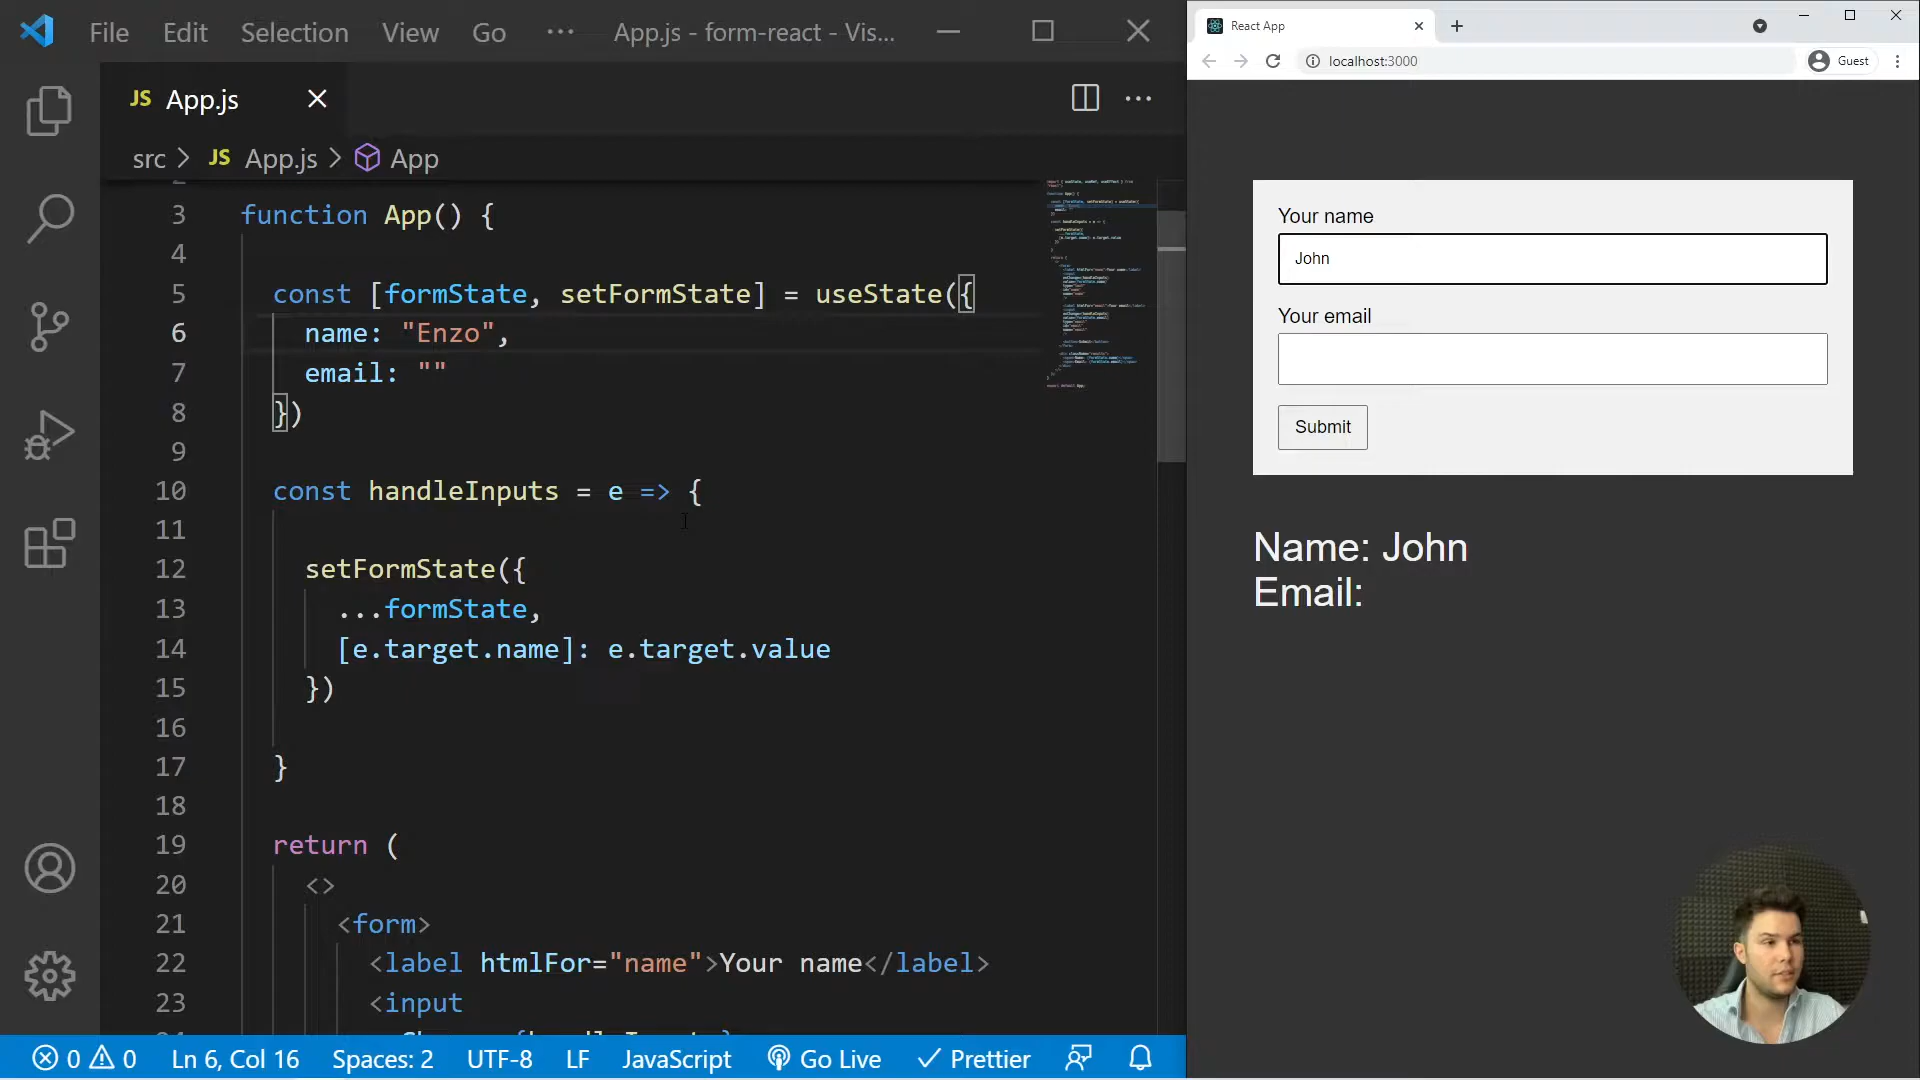 File Edit Selection View Go ··· App.js - form-react - Vis...
JS App.js
src > JS App.js > App
3 function App() {
4
5 const [formState, setFormState] = useState({
6 name: "Enzo",
7 email: ""
8 })
9
10 const handleInputs = e => {
11
12 setFormState({
13 ...formState,
14 [e.target.name]: e.target.value
15 })
16
17 }
18
19 return (
20 <>
21 <form>
22 <label htmlFor="name">Your name</label>
23 <input
0 0 Ln 6, Col 16 Spaces: 2 UTF-8 LF JavaScript Go Live Prettier
React App
localhost:3000 Guest
Your name
John
Your email
Submit
Name: John
Email: